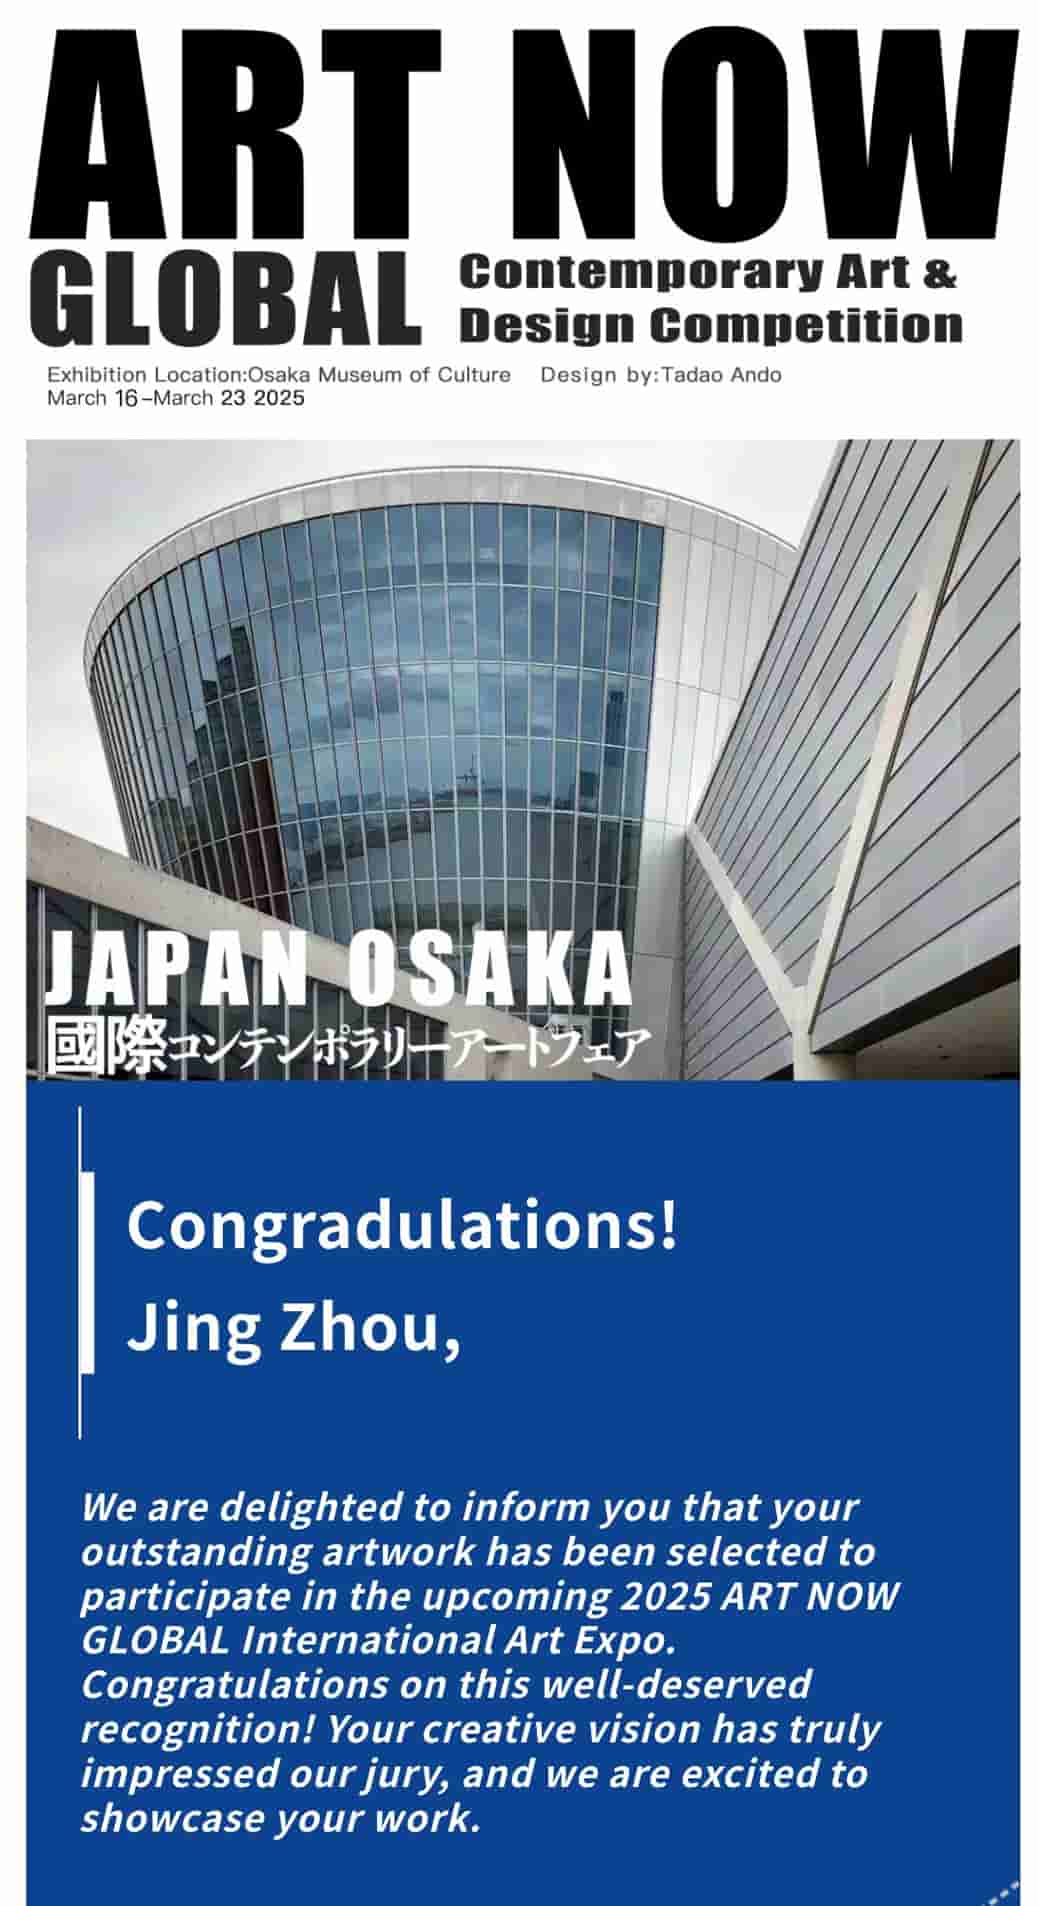 ART NOW
GLOBAL Contemporary Art &
Design Competition
Exhibition Location:Osaka Museum of Culture Design by:Tadao Ando
March 16–March 23 2025
JAPAN OSAKA
國際コンテンポラリーアートフェア
Congradulations!
Jing Zhou,
We are delighted to inform you that your
outstanding artwork has been selected to
participate in the upcoming 2025 ART NOW
GLOBAL International Art Expo.
Congratulations on this well-deserved
recognition! Your creative vision has truly
impressed our jury, and we are excited to
showcase your work.